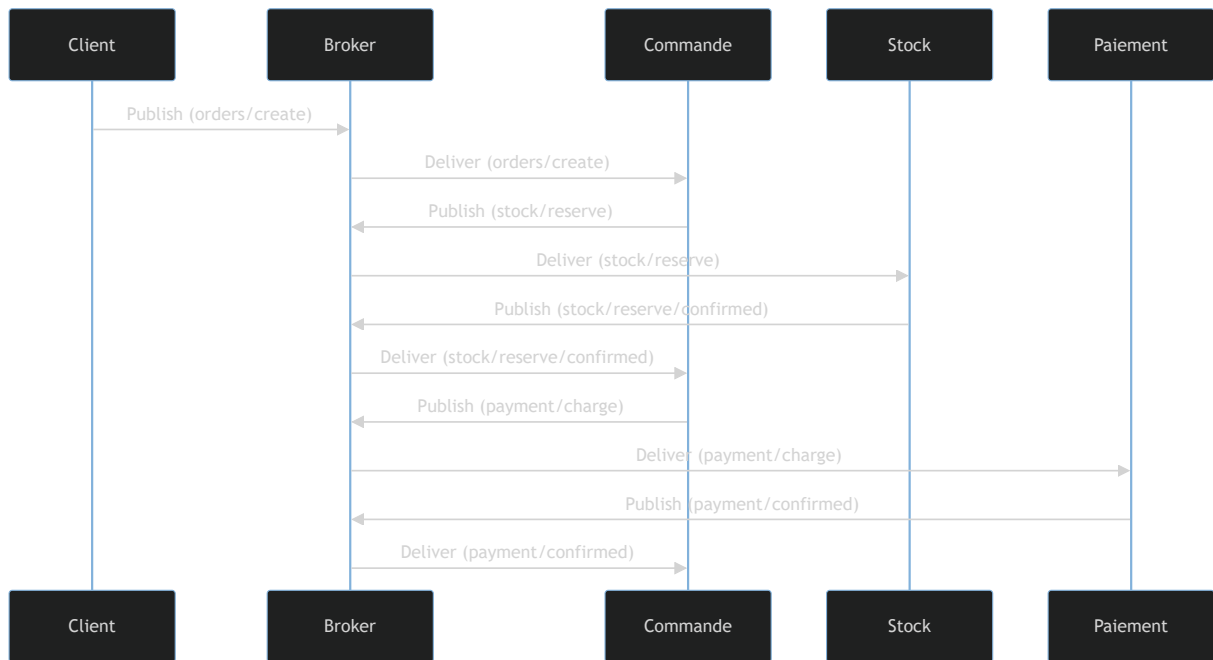 Client
Broker
Commande
Stock
Paiement
Publish (orders/create)
Deliver (orders/create)
Publish (stock/reserve)
Deliver (stock/reserve)
Publish (stock/reserve/confirmed)
Deliver (stock/reserve/confirmed)
Publish (payment/charge)
Deliver (payment/charge)
Publish (payment/confirmed)
Deliver (payment/confirmed)
Client
Broker
Commande
Stock
Paiement